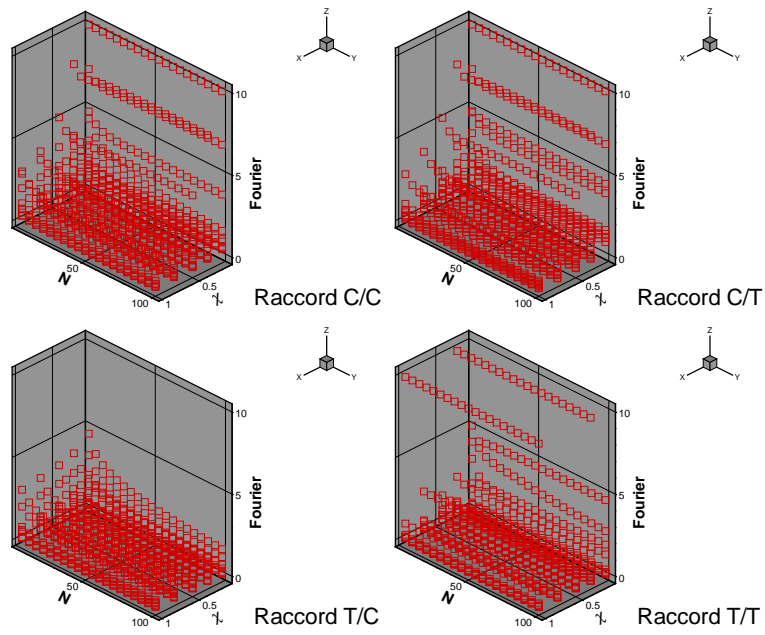 Z
X
Y
10
5
0
Fourier
50
100
N
1
0.5
χ
Raccord C/C
Z
X
Y
10
5
0
Fourier
50
100
N
1
0.5
χ
Raccord C/T
Z
X
Y
10
5
0
Fourier
50
100
N
1
0.5
χ
Raccord T/C
Z
X
Y
10
5
0
Fourier
50
100
N
1
0.5
χ
Raccord T/T